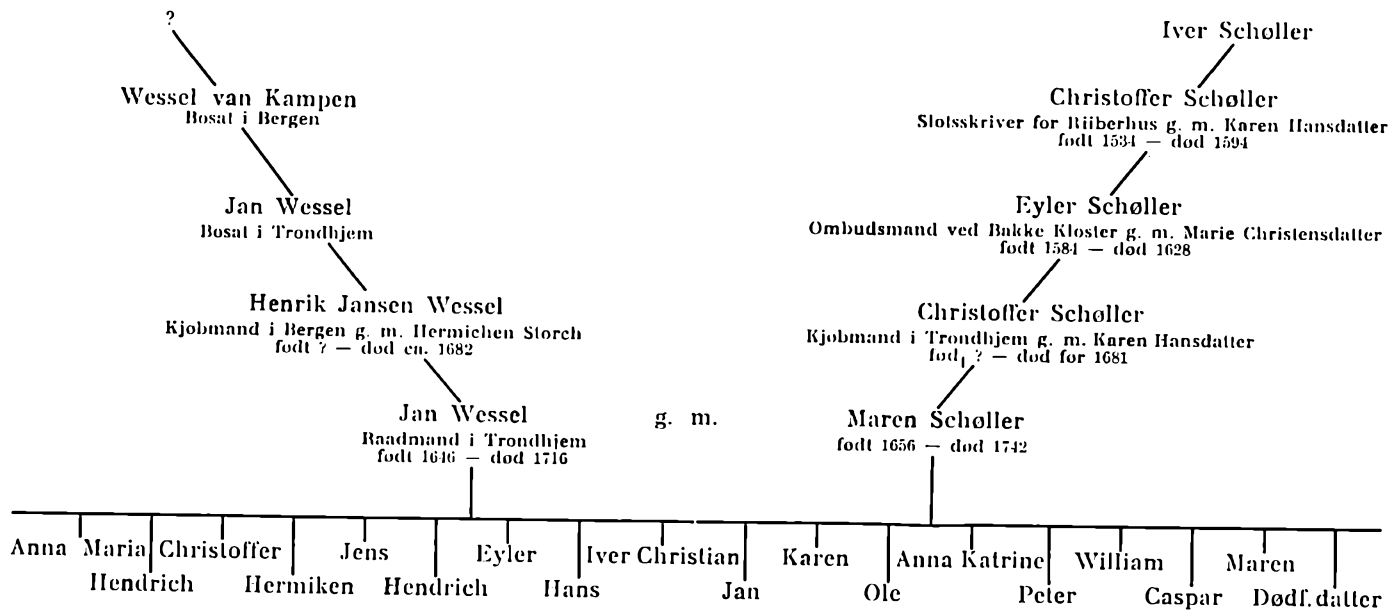 ?
Wessel van Kampen
Bosat i Bergen
Jan Wessel
Bosat i Trondhjem
Henrik Jansen Wessel
Kjøbmand i Bergen g. m. Hermichen Storch
født ? — død ca. 1682
Jan Wessel
Raadmand i Trondhjem
født 1646 — død 1716
g. m.
Iver Schøller
Christoffer Schøller
Slotsskriver for Riiberhus g. m. Karen Hansdatter
født 1534 — død 1594
Eyler Schøller
Ombudsmand ved Bakke Kloster g. m. Marie Christensdatter
født 1584 — død 1628
Christoffer Schøller
Kjøbmand i Trondhjem g. m. Karen Hansdatter
født ? — død før 1681
Maren Schøller
født 1656 — død 1742
Anna Maria Christoffer Jens Eyler Iver Christian Karen Anna Katrine William Maren
Hendrich Hermiken Hendrich Hans Jan Ole Peter Caspar Dødf. datter